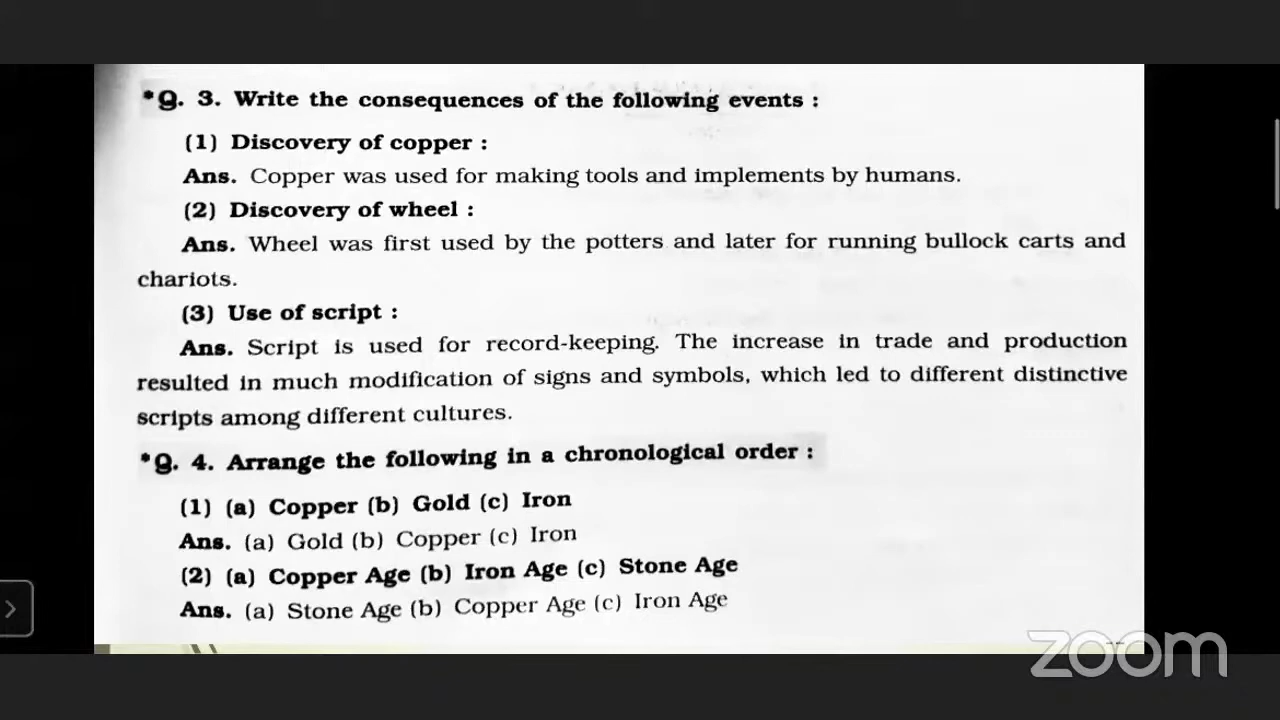 *Q. 3. Write the consequences of the following events :
(1) Discovery of copper :
Ans. Copper was used for making tools and implements by humans.
(2) Discovery of wheel :
Ans. Wheel was first used by the potters and later for running bullock carts and
chariots.
(3) Use of script :
Ans. Script is used for record-keeping. The increase in trade and production
resulted in much modification of signs and symbols, which led to different distinctive
scripts among different cultures.
*Q. 4. Arrange the following in a chronological order :
(1) (a) Copper (b) Gold (c) Iron
Ans. (a) Gold (b) Copper (c) Iron
(2) (a) Copper Age (b) Iron Age (c) Stone Age
Ans. (a) Stone Age (b) Copper Age (c) Iron Age
zoom